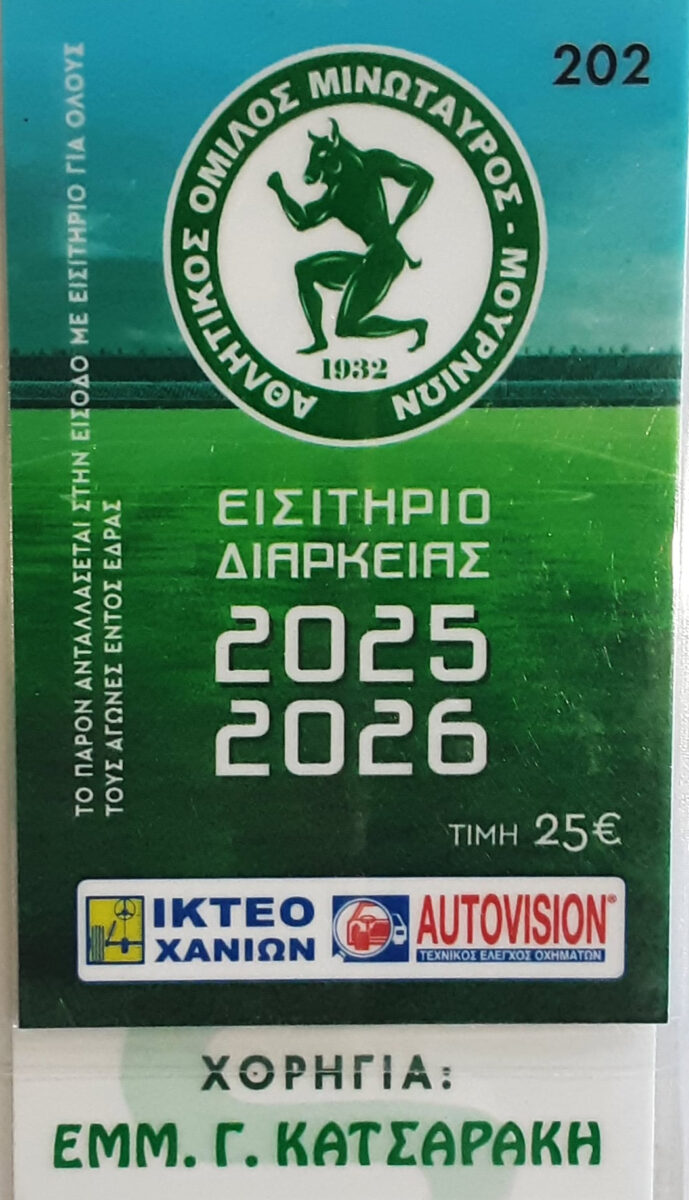 202
ΑΘΛΗΤΙΚΟΣ ΟΜΙΛΟΣ ΜΙΝΩΤΑΥΡΟΣ - ΜΟΥΡΝΙΩΝ
1932
ΤΟ ΠΑΡΟΝ ΑΝΤΑΛΛΑΣΕΤΑΙ ΣΤΗΝ ΕΙΣΟΔΟ ΜΕ ΕΙΣΙΤΗΡΙΟ ΓΙΑ ΟΛΟΥΣ
ΤΟΥΣ ΑΓΩΝΕΣ ΕΝΤΟΣ ΕΔΡΑΣ
ΕΙΣΙΤΗΡΙΟ
ΔΙΑΡΚΕΙΑΣ
2025
2026
ΤΙΜΗ 25€
ΙΚΤΕΟ
ΧΑΝΙΩΝ
AUTOVISION®
ΤΕΧΝΙΚΟΣ ΕΛΕΓΧΟΣ ΟΧΗΜΑΤΩΝ
ΧΟΡΗΓΙΑ:
ΕΜΜ. Γ. ΚΑΤΣΑΡΑΚΗ